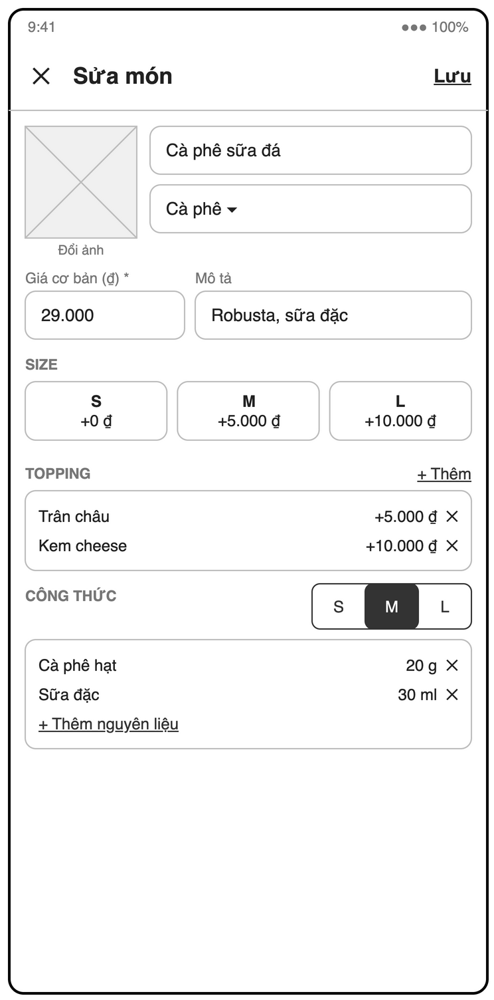 9:41 ●●● 100%
✕ Sửa món Lưu
Cà phê sữa đá
Cà phê ▾
Đổi ảnh
Giá cơ bản (₫) * Mô tả
29.000 Robusta, sữa đặc
SIZE
S M L
+0 ₫ +5.000 ₫ +10.000 ₫
TOPPING + Thêm
Trân châu +5.000 ₫ ✕
Kem cheese +10.000 ₫ ✕
CÔNG THỨC S M L
Cà phê hạt 20 g ✕
Sữa đặc 30 ml ✕
+ Thêm nguyên liệu